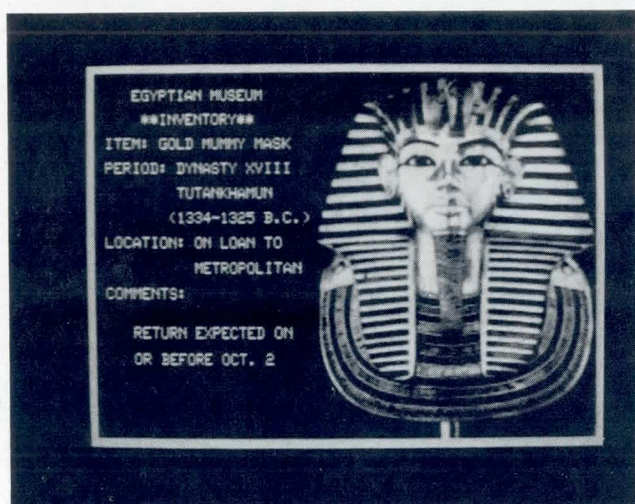 EGYPTIAN MUSEUM
**INVENTORY**
ITEM: GOLD MUMMY MASK
PERIOD: DYNASTY XVIII
TUTANKHAMUN
(1334-1325 B.C.)
LOCATION: ON LOAN TO
METROPOLITAN
COMMENTS:
RETURN EXPECTED ON
OR BEFORE OCT. 2